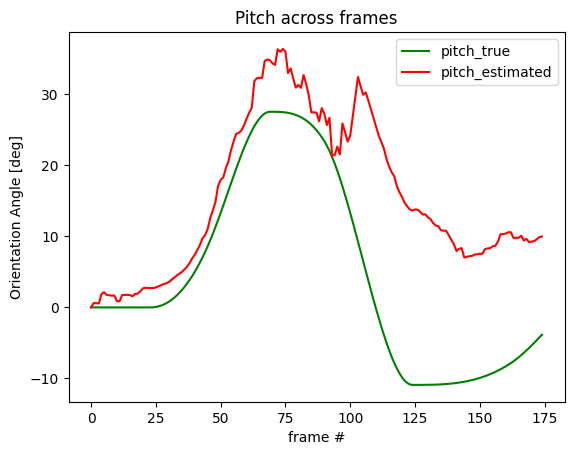 Pitch across frames
pitch_true
pitch_estimated
Orientation Angle [deg]
30
20
10
0
−10
0 25 50 75 100 125 150 175
frame #